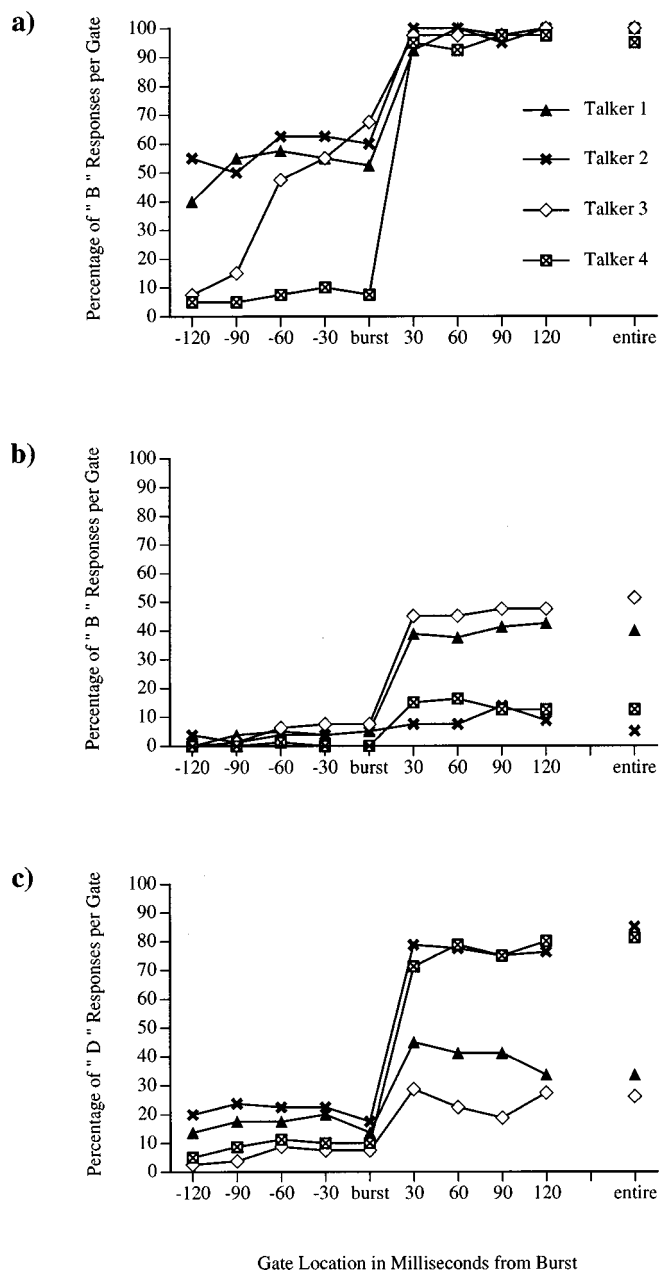 a)
Percentage of " B " Responses per Gate
100
90
80
70
60
50
40
30
20
10
0
Talker 1
Talker 2
Talker 3
Talker 4
-120 -90 -60 -30 burst 30 60 90 120 entire
b)
Percentage of " B " Responses per Gate
100
90
80
70
60
50
40
30
20
10
0
-120 -90 -60 -30 burst 30 60 90 120 entire
c)
Percentage of " D " Responses per Gate
100
90
80
70
60
50
40
30
20
10
0
-120 -90 -60 -30 burst 30 60 90 120 entire
Gate Location in Milliseconds from Burst